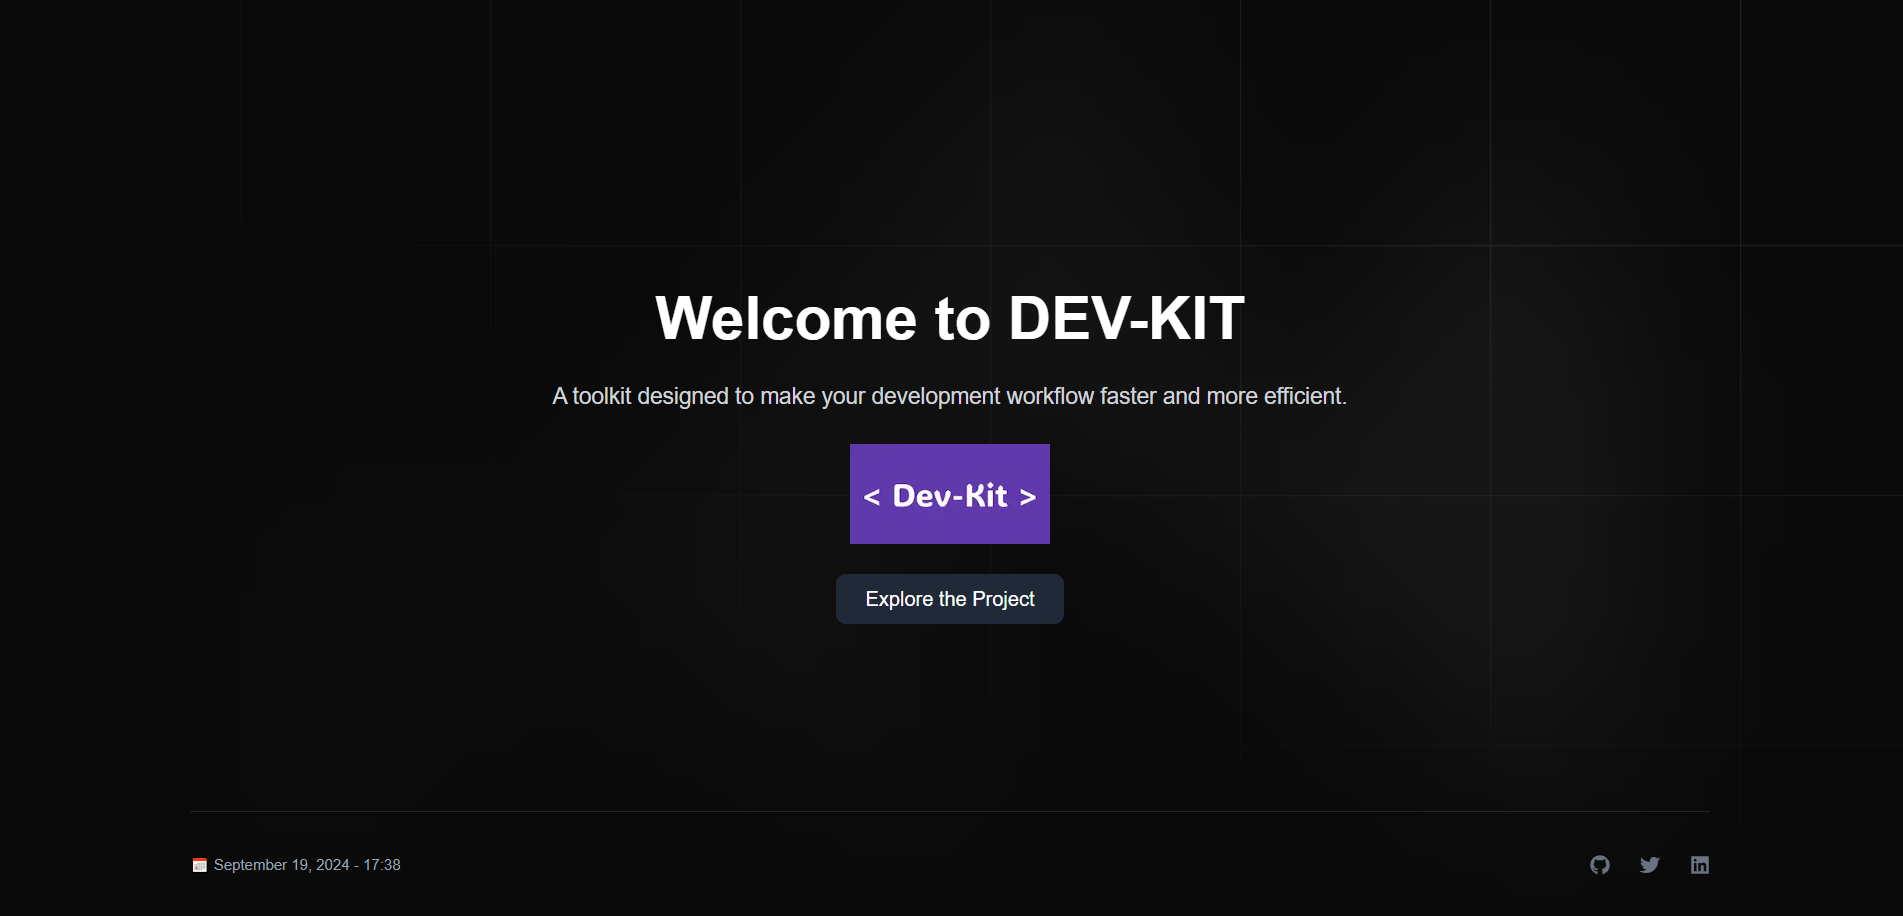 Welcome to DEV-KIT
A toolkit designed to make your development workflow faster and more efficient.
< Dev-Kit >
Explore the Project
September 19, 2024 - 17:38
in